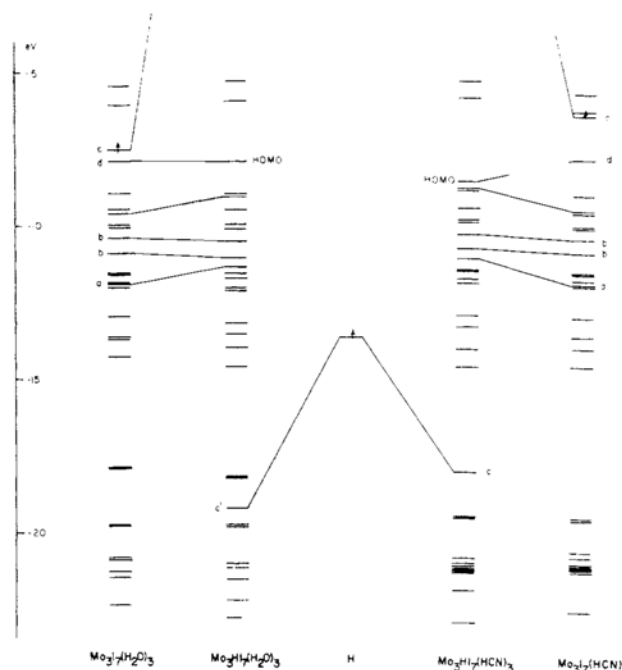 eV
-5
c
d
HOMO
HOMO
d
-10
b
b
b
b
a
a
-15
c
c'
-20
Mo3I7(H2O)3 Mo3HI7(H2O)3 H Mo3HI7(HCN)3 Mo3I7(HCN)